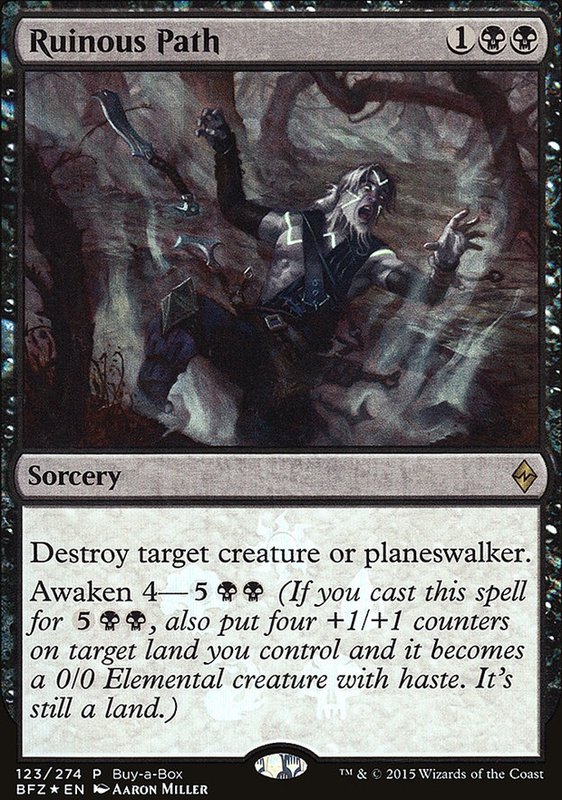 Ruinous Path 1
Sorcery
Destroy target creature or planeswalker.
Awaken 4— 5 (If you cast this spell
for 5, also put four +1/+1 counters
on target land you control and it becomes
a 0/0 Elemental creature with haste. It's
still a land.)
123/274 P Buy-a-Box
BFZ ★ EN Aaron Miller
™ & © 2015 Wizards of the Coast